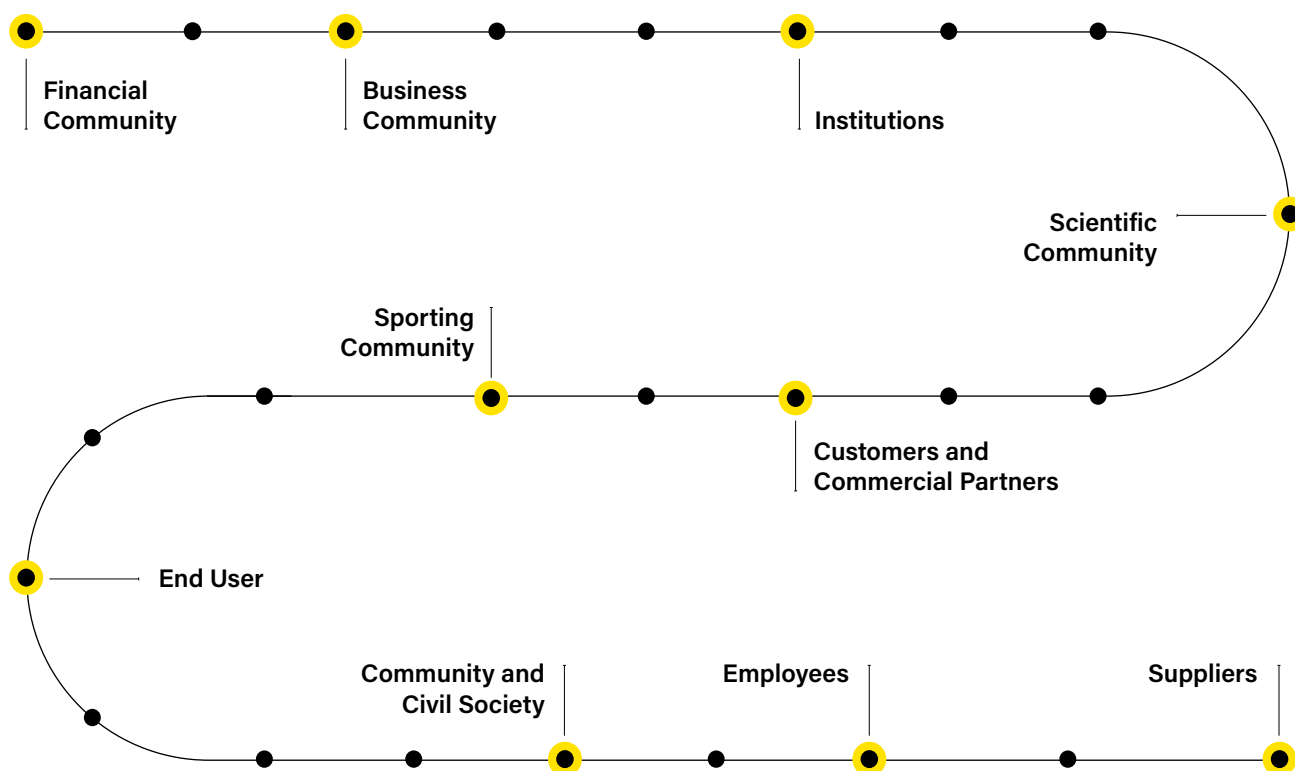 Financial
Community
Business
Community
Institutions
Scientific
Community
Sporting
Community
Customers and
Commercial Partners
End User
Community and
Civil Society
Employees
Suppliers